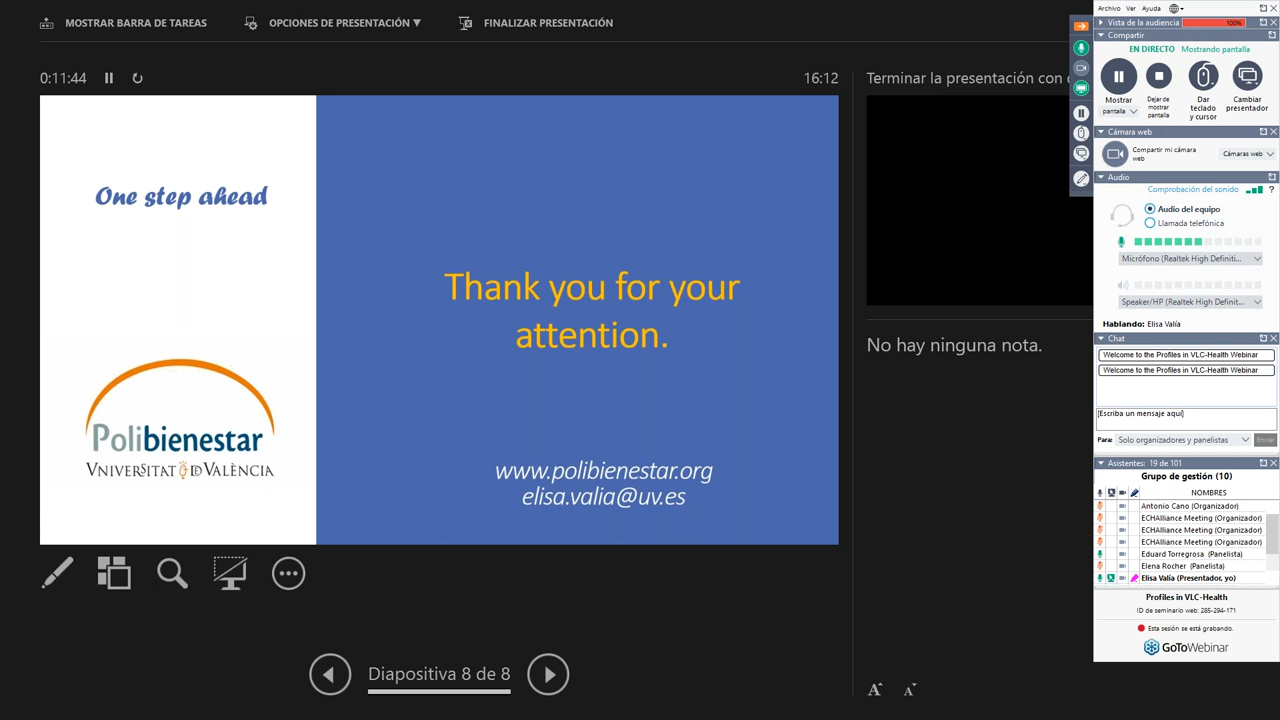 MOSTRAR BARRA DE TAREAS
OPCIONES DE PRESENTACIÓN ▼
FINALIZAR PRESENTACIÓN
0:11:44
16:12
One step ahead
Polibienestar
VNIVERSITAT ID VALÈNCIA
Thank you for your
attention.
www.polibienestar.org
elisa.valia@uv.es
Diapositiva 8 de 8
Terminar la presentación con
No hay ninguna nota.
A A
Archivo Ver Ayuda
Vista de la audiencia 100%
Compartir
EN DIRECTO Mostrando pantalla
Mostrar
pantalla
Dejar de
mostrar
pantalla
Dar
teclado
y cursor
Cambiar
presentador
Cámara web
Compartir mi cámara
web
Cámaras web
Audio
Comprobación del sonido ?
Audio del equipo
Llamada telefónica
Micrófono (Realtek High Definiti...
Speaker/HP (Realtek High Definit...
Hablando: Elisa Valía
Chat
Welcome to the Profiles in VLC-Health Webinar
Welcome to the Profiles in VLC-Health Webinar
[Escriba un mensaje aquí]
Para: Solo organizadores y panelistas Enviar
Asistentes: 19 de 101
Grupo de gestión (10)
NOMBRES
Antonio Cano (Organizador)
ECHAlliance Meeting (Organizador)
ECHAlliance Meeting (Organizador)
ECHAlliance Meeting (Organizador)
Eduard Torregrosa (Panelista)
Elena Rocher (Panelista)
Elisa Valía (Presentador, yo)
Profiles in VLC-Health
ID de seminario web: 285-294-171
Esta sesión se está grabando.
GoToWebinar